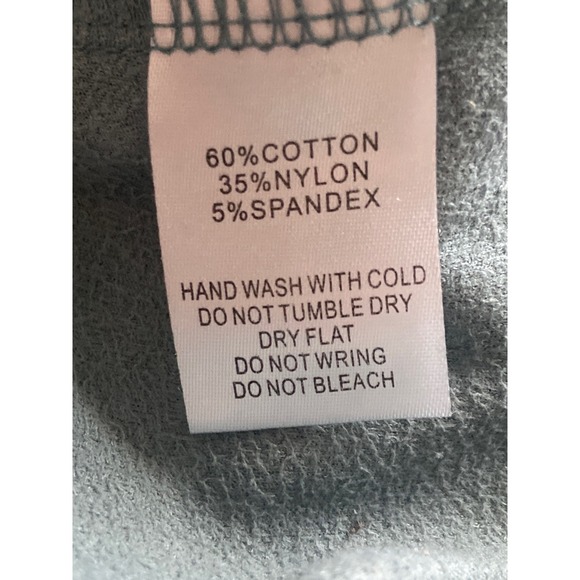 60%COTTON
35%NYLON
5%SPANDEX
HAND WASH WITH COLD
DO NOT TUMBLE DRY
DRY FLAT
DO NOT WRING
DO NOT BLEACH